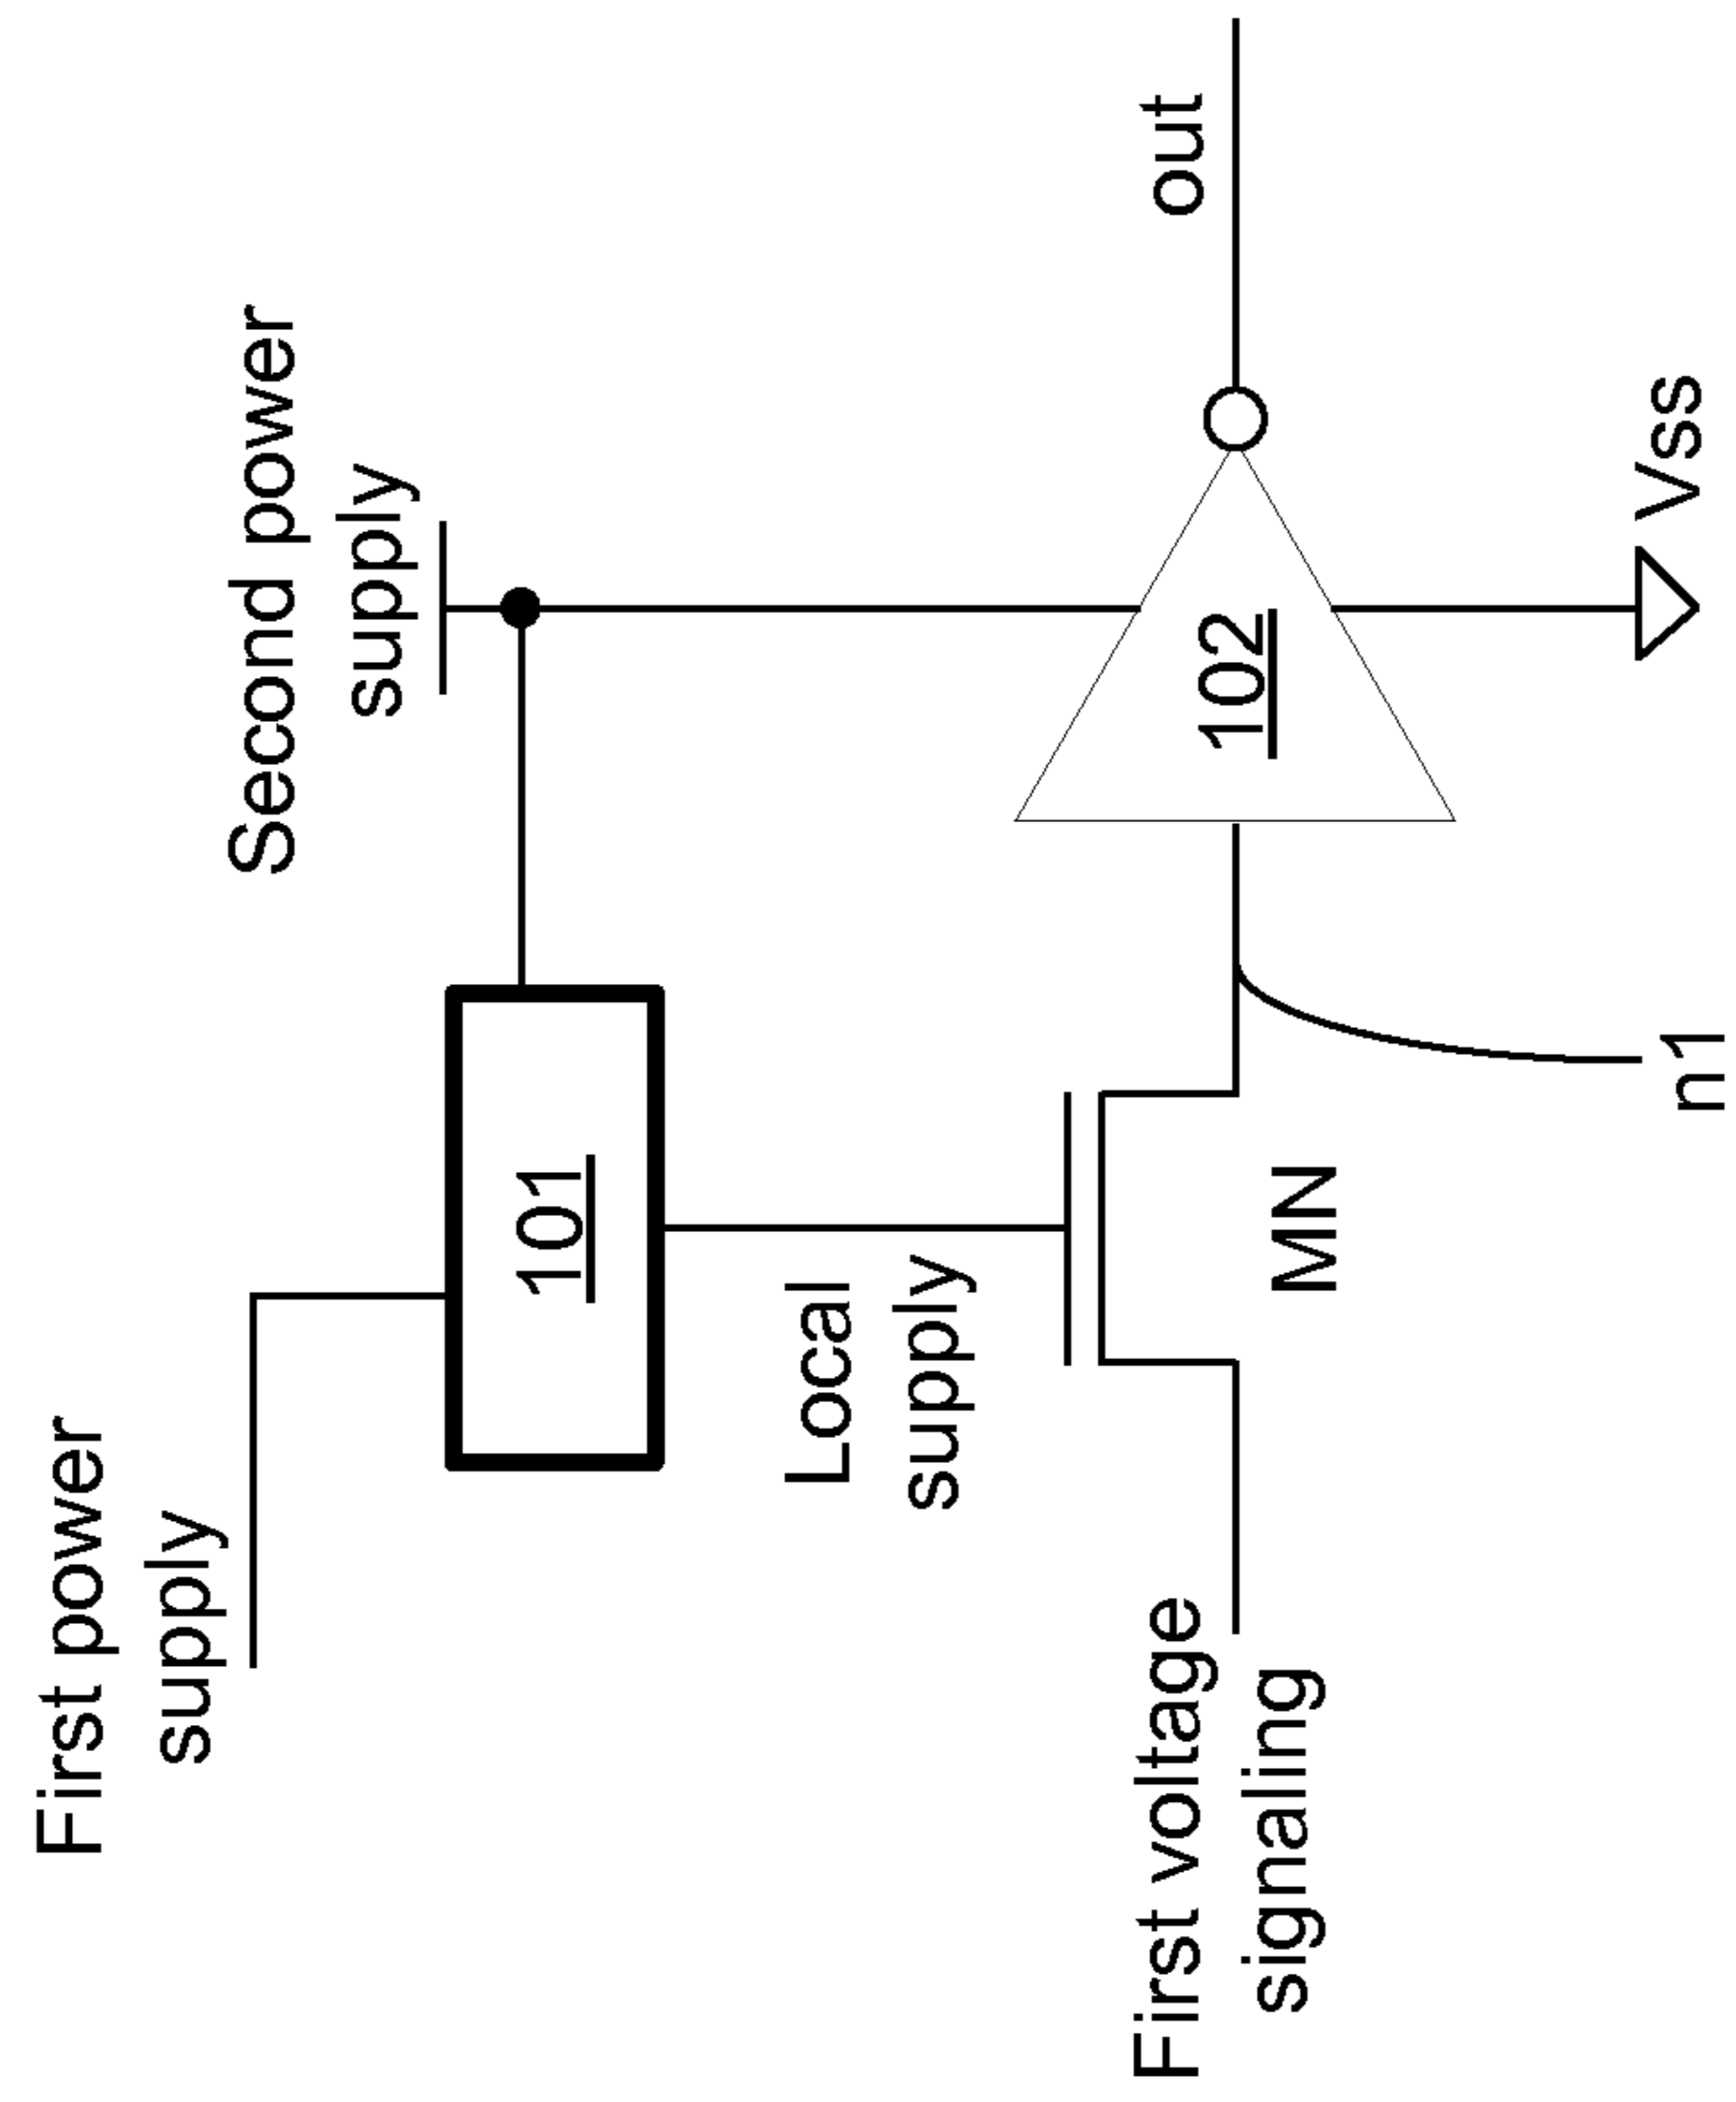 First power
supply
Second power
supply
101
Local
supply
First voltage
signaling
MN
n1
102
Vss
out